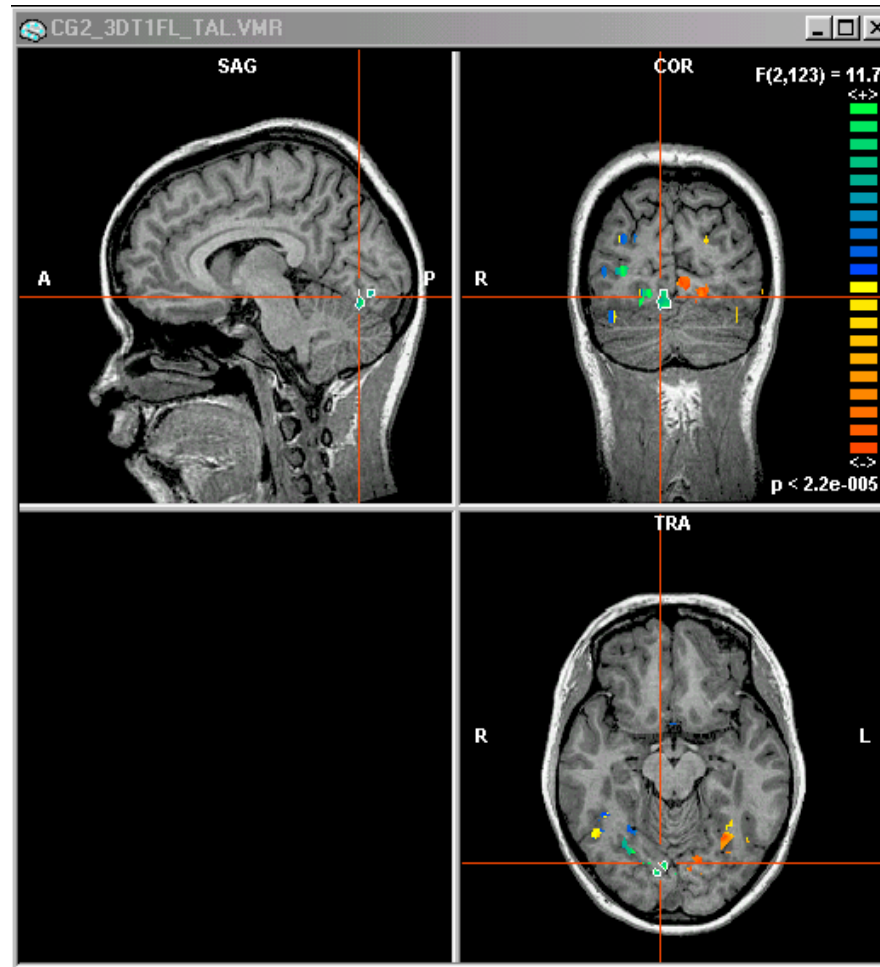 CG2_3DT1FL_TAL.VMR
SAG
A
P
COR
R
F(2,123) = 11.7
<+>
<->
p < 2.2e-005
TRA
R
L